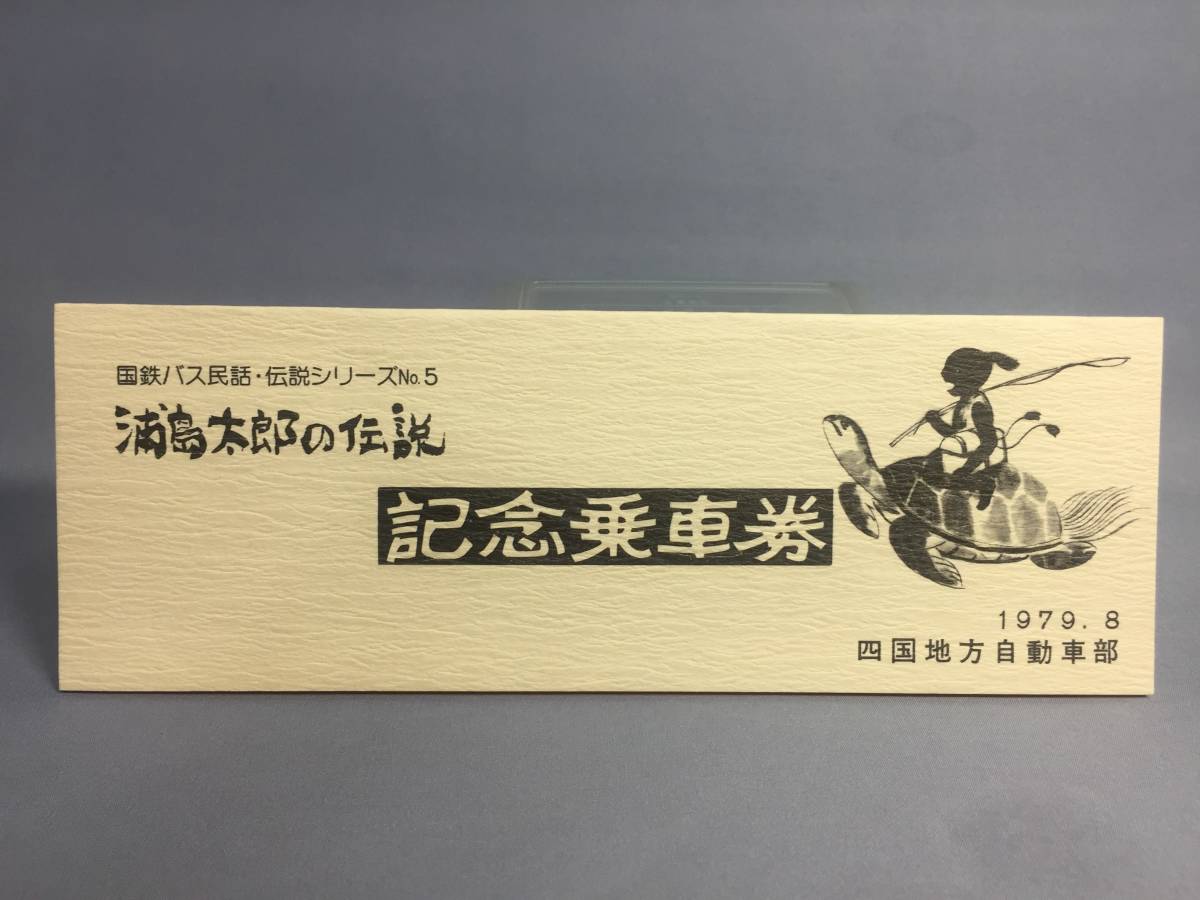 国鉄バス民話・伝説シリーズNo.5
浦島太郎の伝説
記念乗車券
1979.8
四国地方自動車部